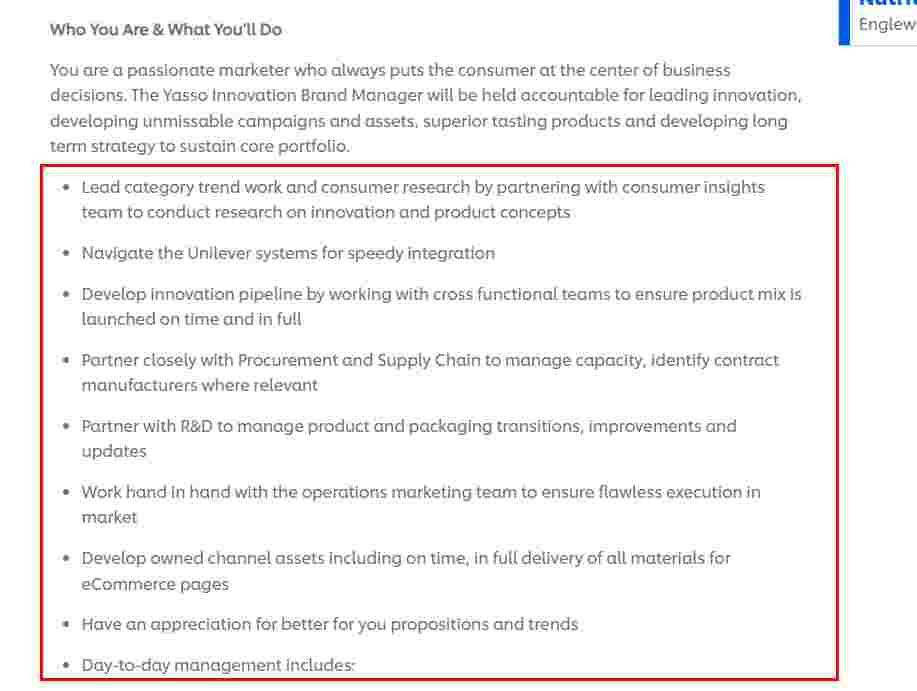 Who You Are & What You'll Do
Englew
You are a passionate marketer who always puts the consumer at the center of business
decisions. The Yasso Innovation Brand Manager will be held accountable for leading innovation,
developing unmissable campaigns and assets, superior tasting products and developing long
term strategy to sustain core portfolio.
• Lead category trend work and consumer research by partnering with consumer insights
team to conduct research on innovation and product concepts
• Navigate the Unilever systems for speedy integration
• Develop innovation pipeline by working with cross functional teams to ensure product mix is
launched on time and in full
• Partner closely with Procurement and Supply Chain to manage capacity, identify contract
manufacturers where relevant
• Partner with R&D to manage product and packaging transitions, improvements and
updates
• Work hand in hand with the operations marketing team to ensure flawless execution in
market
• Develop owned channel assets including on time, in full delivery of all materials for
eCommerce pages
• Have an appreciation for better for you propositions and trends
• Day-to-day management includes: